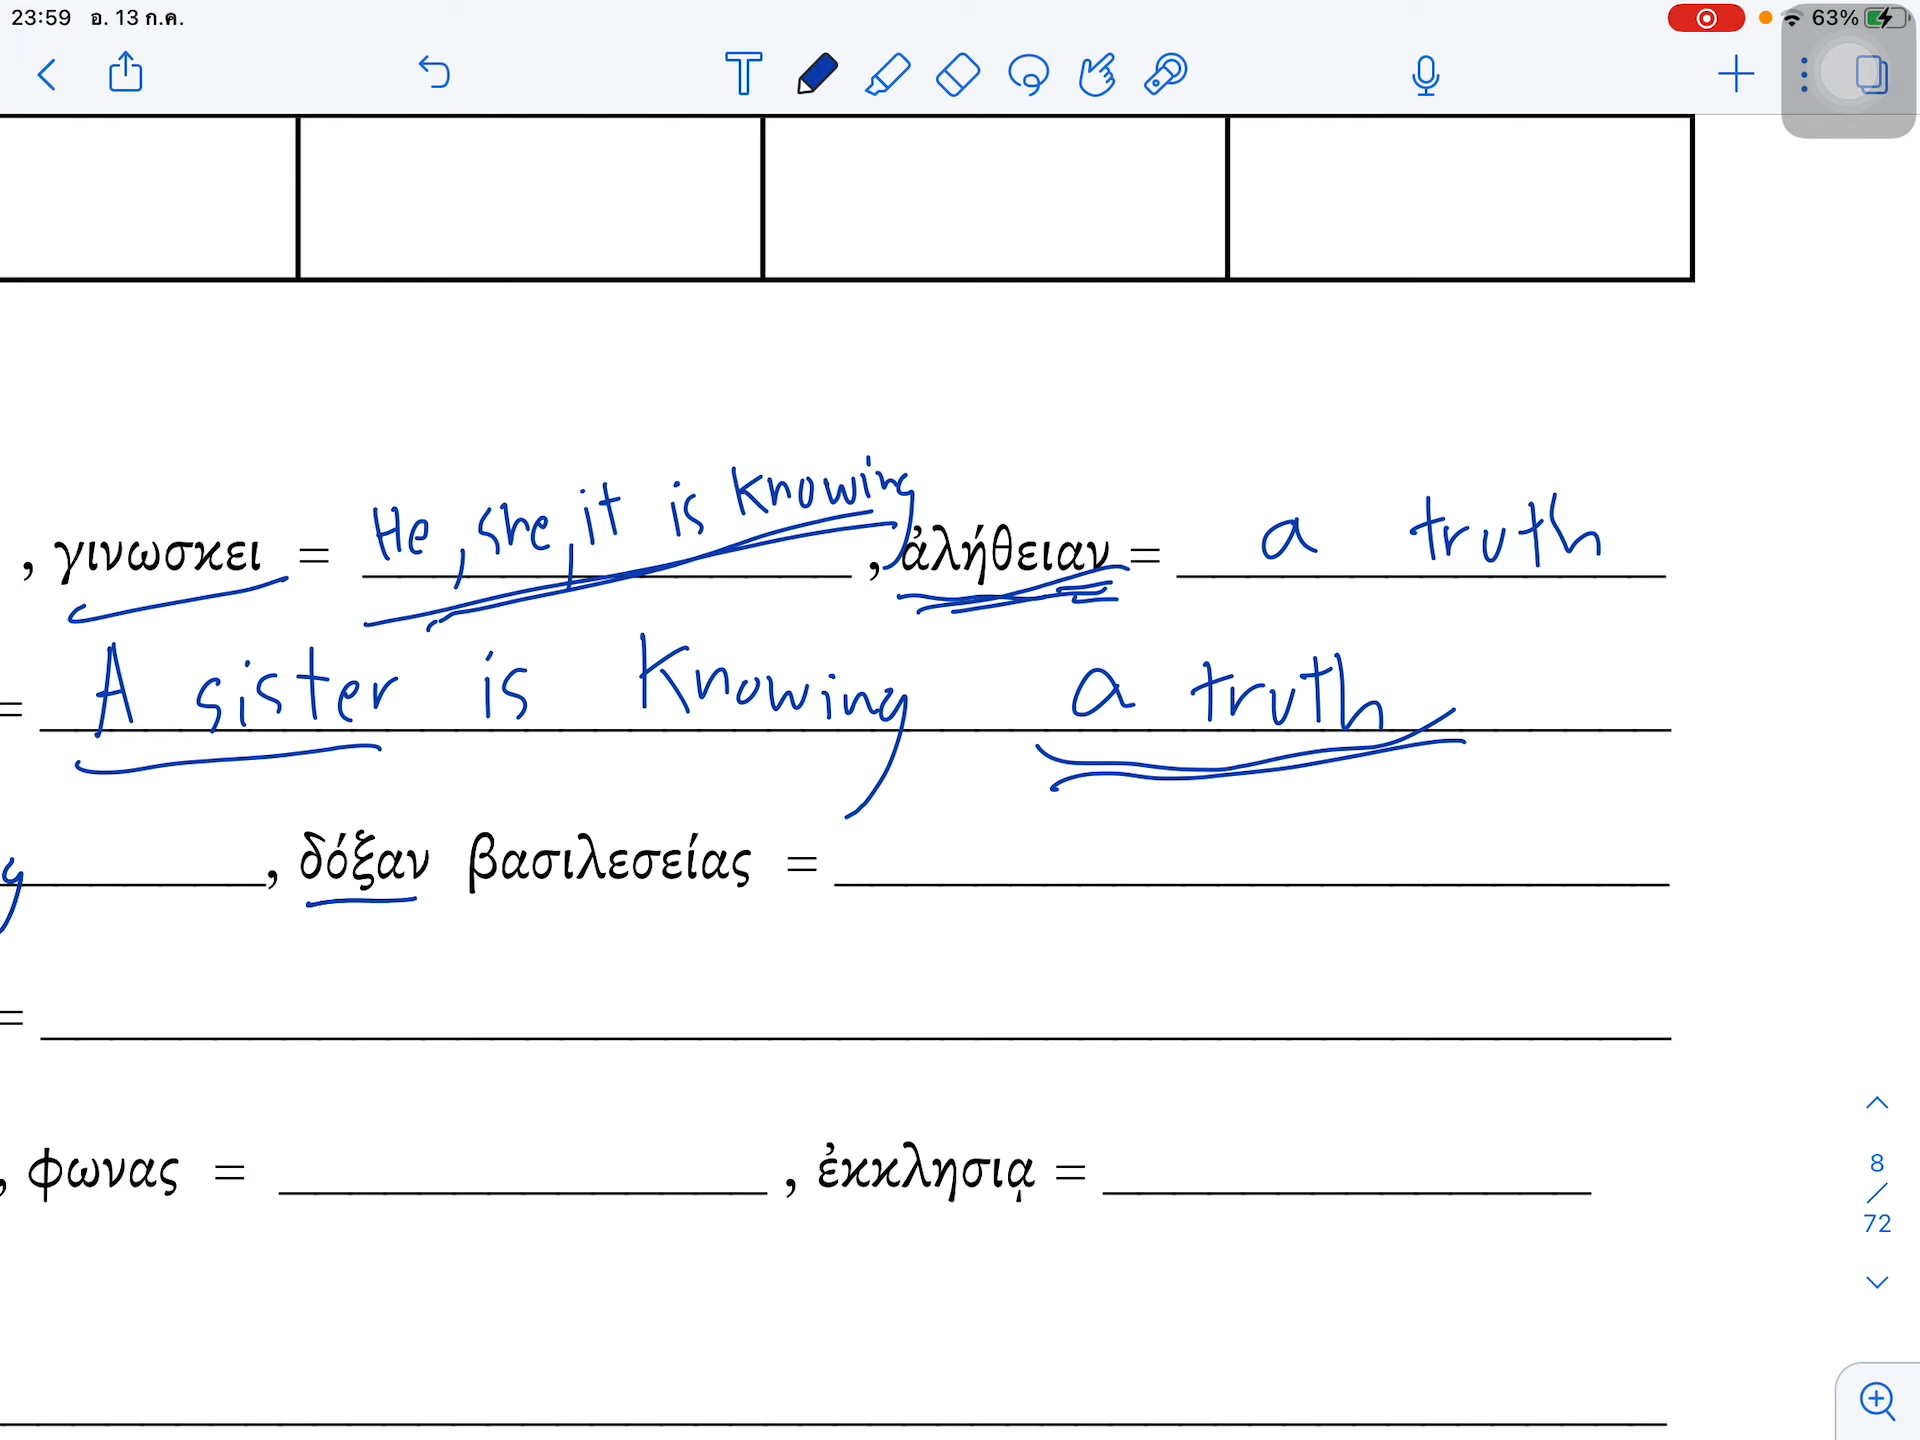 23:59 อ. 13 ก.ค. 63%
, γινωσκει = He, she, it is knowing , ἀλήθειαν = a truth
= A sister is knowing a truth
g , δόξαν βασιλεσείας =
=
, φωνας = , ἐκκλησιᾳ =
8
/
72